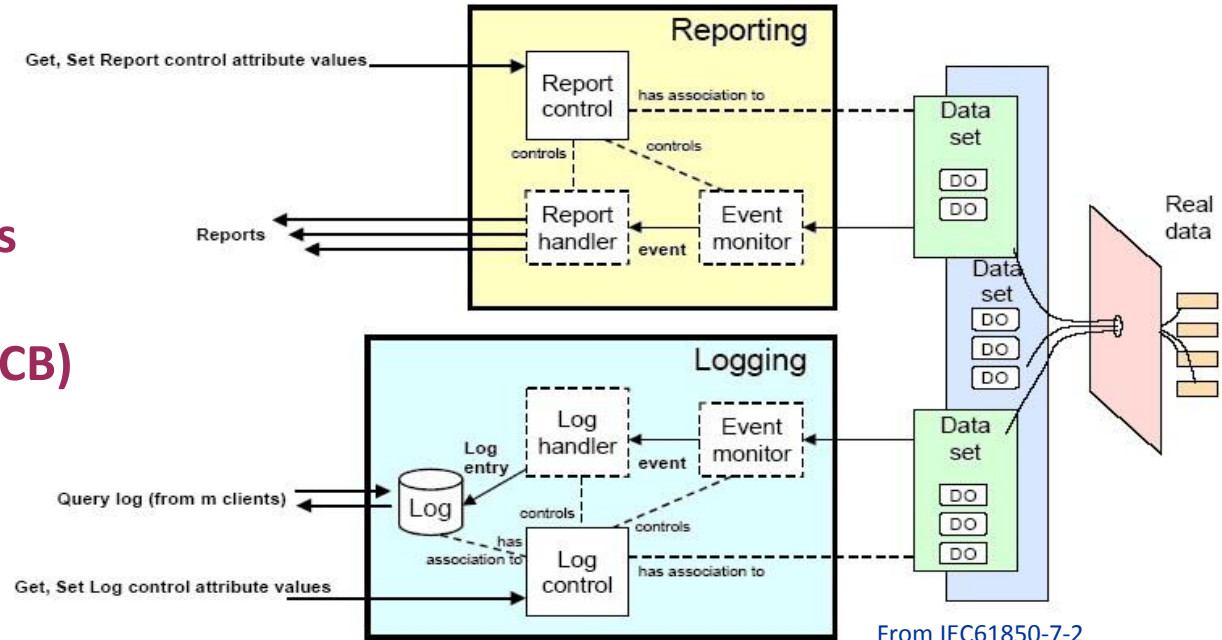 Reporting
Get, Set Report control attribute values
Report
control
has association to
controls
controls
Report
handler
event
Event
monitor
Reports
s
CB)
Data
set
DO
DO
Data
set
DO
DO
DO
Real
data
Logging
Log
handler
event
Event
monitor
Log
entry
Log
Query log (from m clients)
controls
controls
has
association to
Log
control
has association to
Get, Set Log control attribute values
Data
set
DO
DO
DO
From IEC61850-7-2